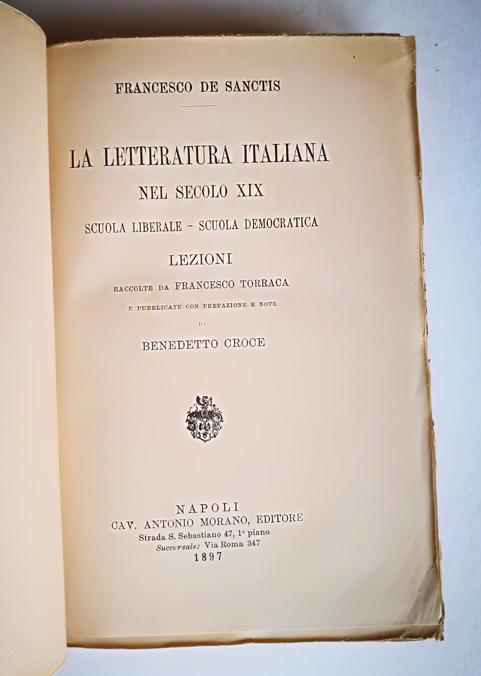 FRANCESCO DE SANCTIS
LA LETTERATURA ITALIANA
NEL SECOLO XIX
SCUOLA LIBERALE - SCUOLA DEMOCRATICA
LEZIONI
RACCOLTE DA FRANCESCO TORRACA
E PUBBLICATE CON PREFAZIONE E NOTE
DA
BENEDETTO CROCE
NAPOLI
CAV. ANTONIO MORANO, EDITORE
Strada S. Sebastiano 47, 1º piano
Succursale: Via Roma 347
1897